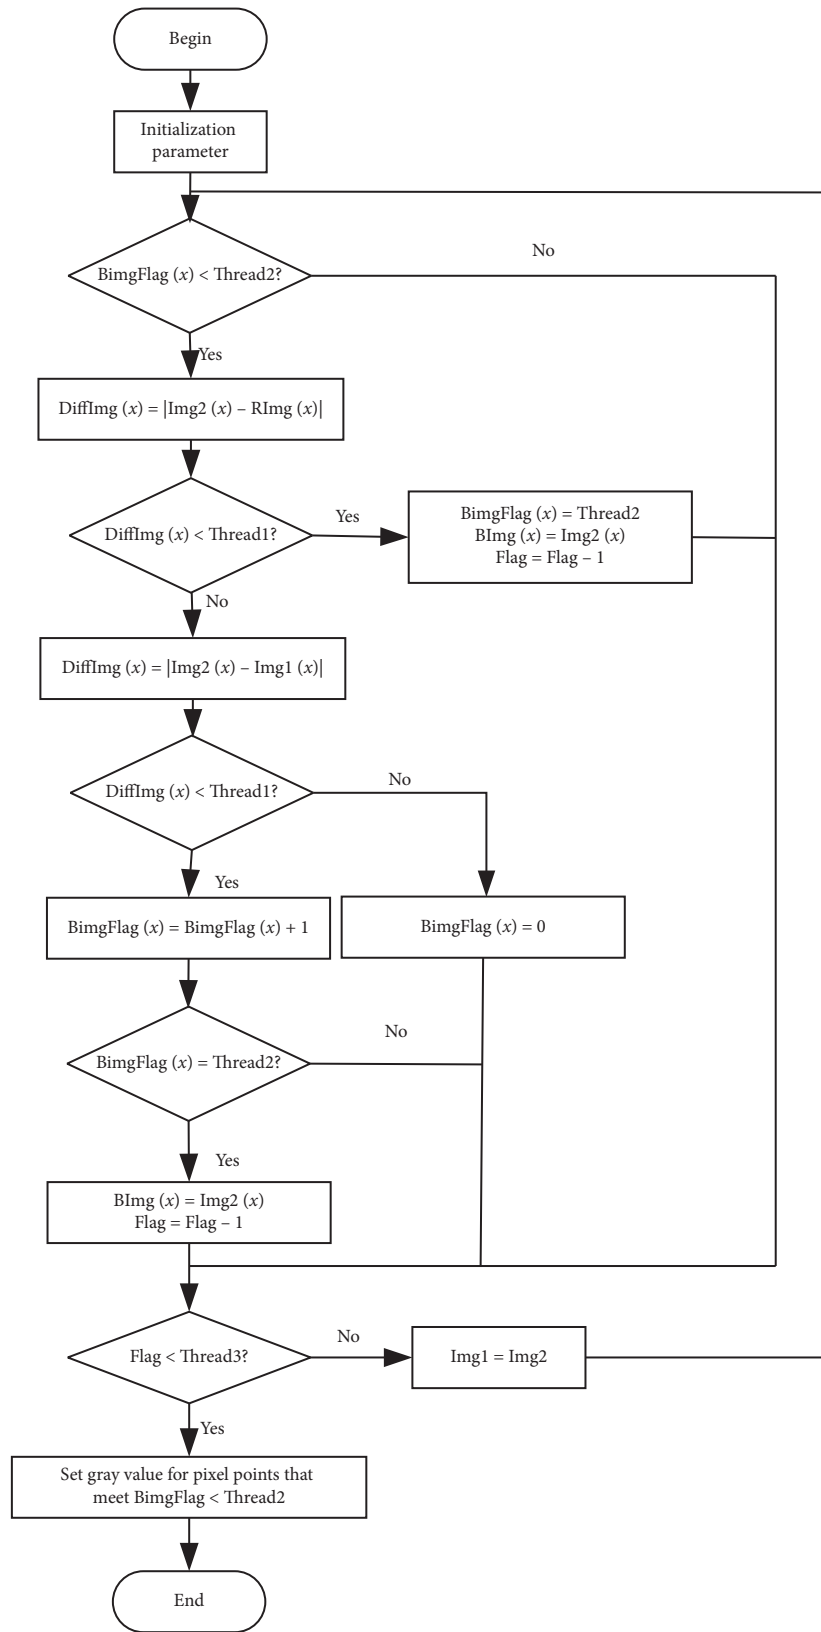 Begin
Initialization
parameter
BimgFlag (x) < Thread2?
No
Yes
DiffImg (x) = |Img2 (x) – RImg (x)|
DiffImg (x) < Thread1?
Yes
BimgFlag (x) = Thread2
BImg (x) = Img2 (x)
Flag = Flag – 1
No
DiffImg (x) = |Img2 (x) – Img1 (x)|
DiffImg (x) < Thread1?
No
Yes
BimgFlag (x) = BimgFlag (x) + 1
BimgFlag (x) = 0
BimgFlag (x) = Thread2?
No
Yes
BImg (x) = Img2 (x)
Flag = Flag – 1
Flag < Thread3?
No
Img1 = Img2
Yes
Set gray value for pixel points that
meet BimgFlag < Thread2
End